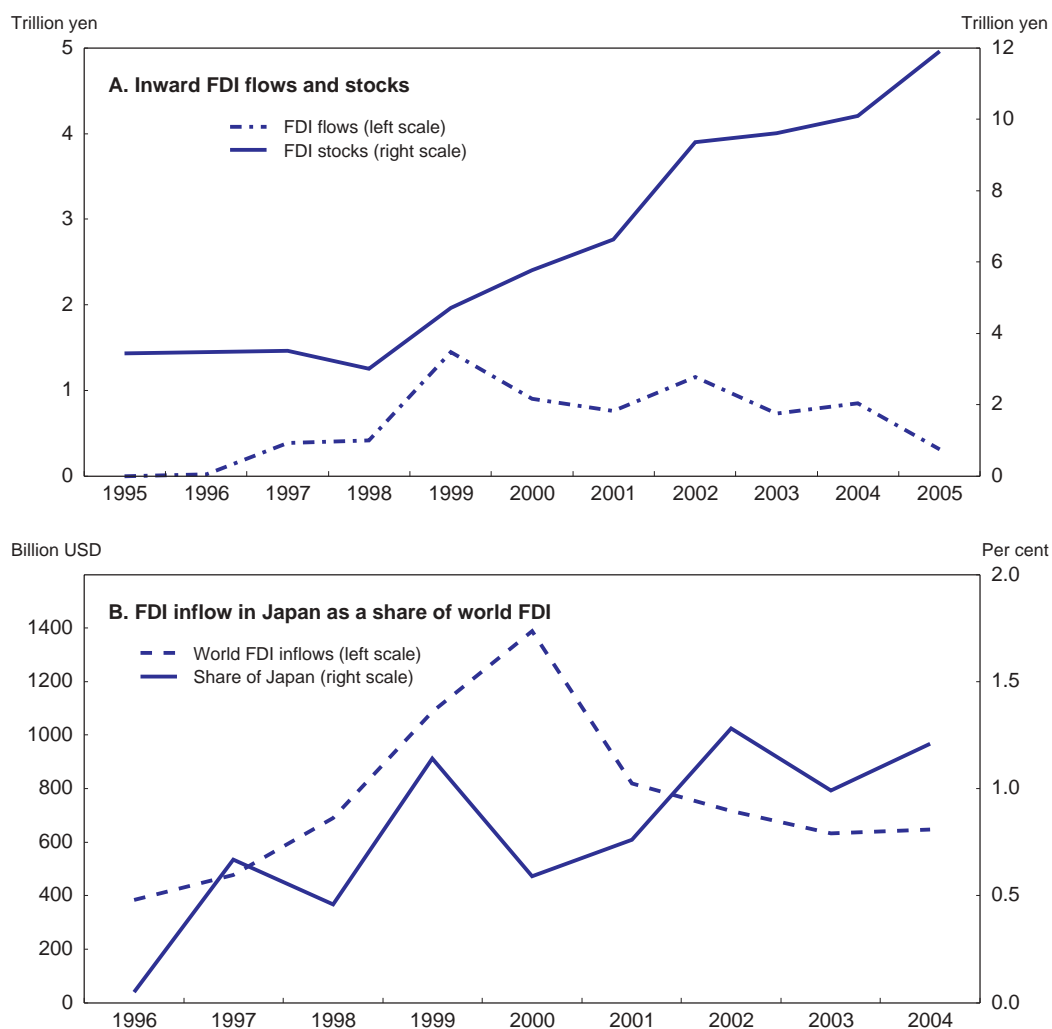 Trillion yen Trillion yen
5 12
A. Inward FDI flows and stocks
FDI flows (left scale)
4 10
FDI stocks (right scale)
8
3
6
2
4
1
2
0 0
1995 1996 1997 1998 1999 2000 2001 2002 2003 2004 2005
Billion USD Per cent
2.0
B. FDI inflow in Japan as a share of world FDI
1400
World FDI inflows (left scale)
Share of Japan (right scale)
1200 1.5
1000
800 1.0
600
400 0.5
200
0 0.0
1996 1997 1998 1999 2000 2001 2002 2003 2004